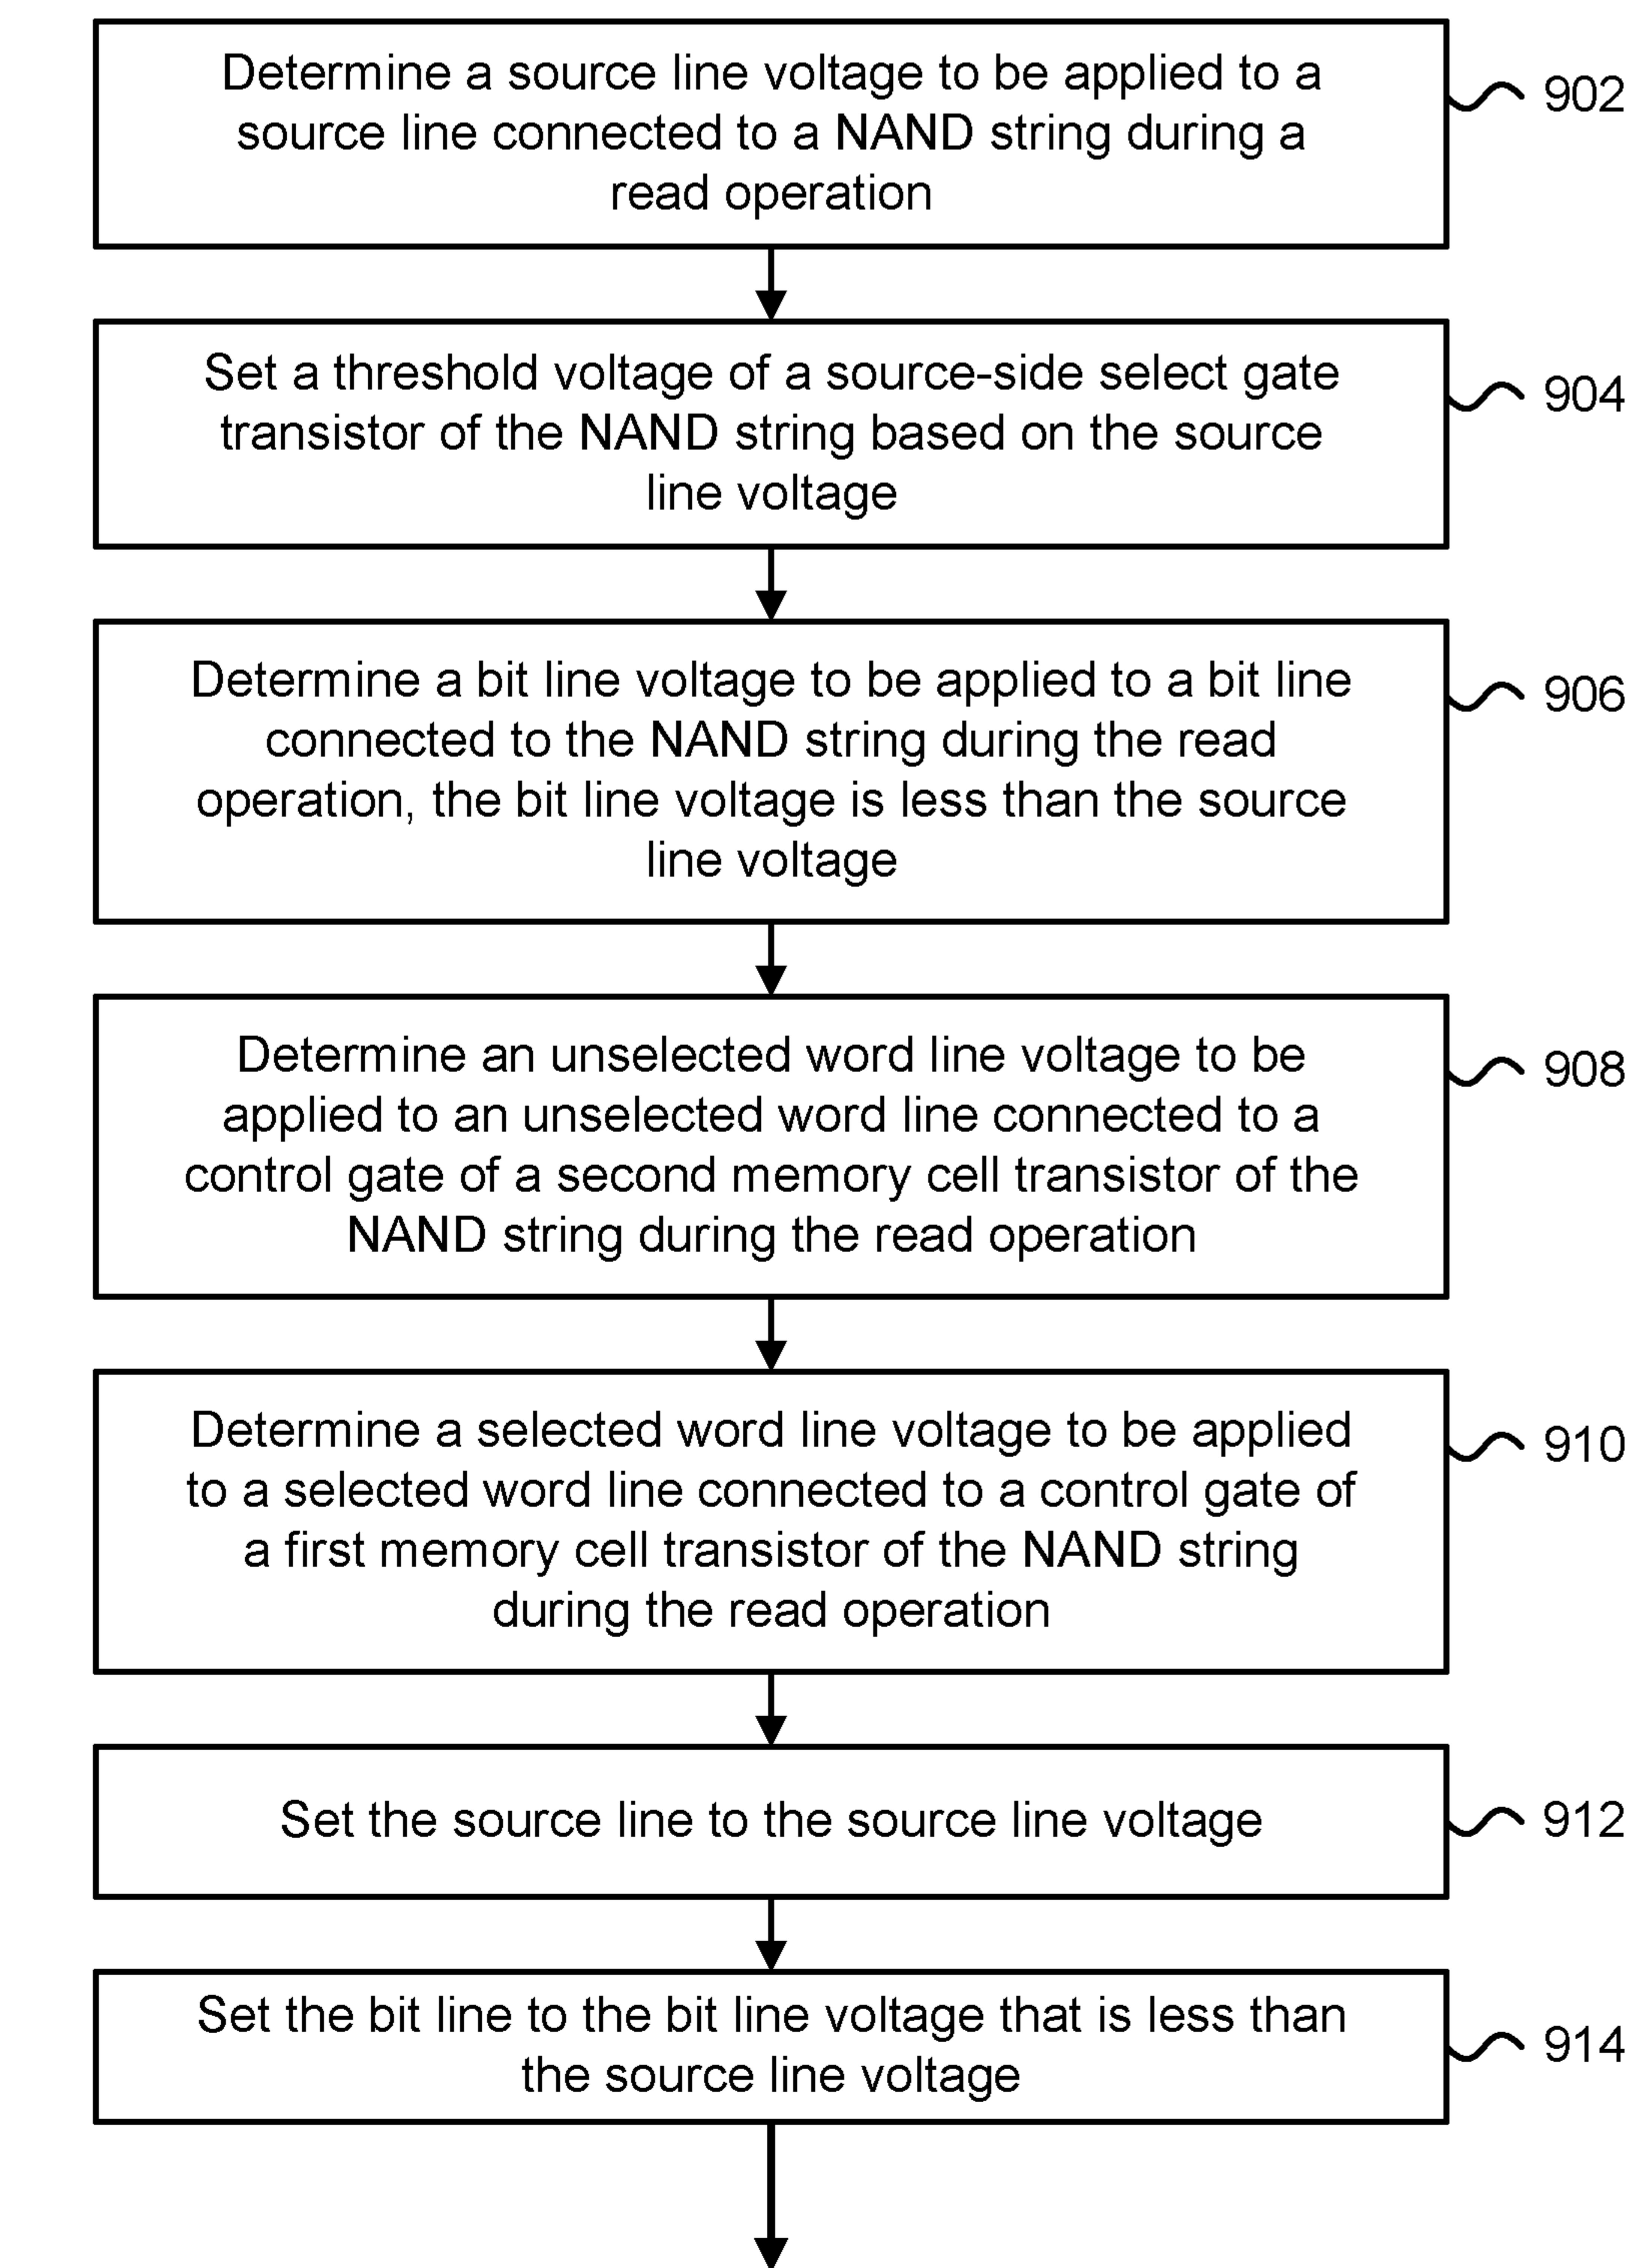 Determine a source line voltage to be applied to a
source line connected to a NAND string during a
read operation
902
Set a threshold voltage of a source-side select gate
transistor of the NAND string based on the source
line voltage
904
Determine a bit line voltage to be applied to a bit line
connected to the NAND string during the read
operation, the bit line voltage is less than the source
line voltage
906
Determine an unselected word line voltage to be
applied to an unselected word line connected to a
control gate of a second memory cell transistor of the
NAND string during the read operation
908
Determine a selected word line voltage to be applied
to a selected word line connected to a control gate of
a first memory cell transistor of the NAND string
during the read operation
910
Set the source line to the source line voltage
912
Set the bit line to the bit line voltage that is less than
the source line voltage
914